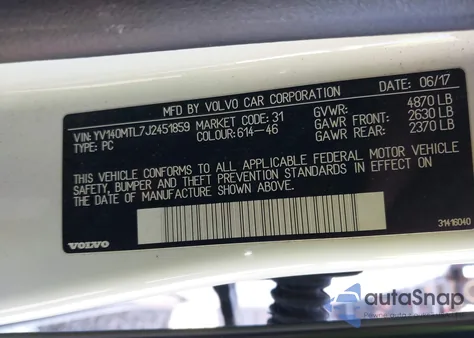 MFD BY VOLVO CAR CORPORATION DATE: 06/17
VIN: YV140MTL7J2451859 MARKET CODE: 31 GVWR: 4870 LB
TYPE: PC COLOUR: 614-46 GAWR FRONT: 2630 LB
GAWR REAR: 2370 LB
THIS VEHICLE CONFORMS TO ALL APPLICABLE FEDERAL MOTOR VEHICLE
SAFETY, BUMPER AND THEFT PREVENTION STANDARDS IN EFFECT ON
THE DATE OF MANUFACTURE SHOWN ABOVE.
31416040
VOLVO
autaSnap